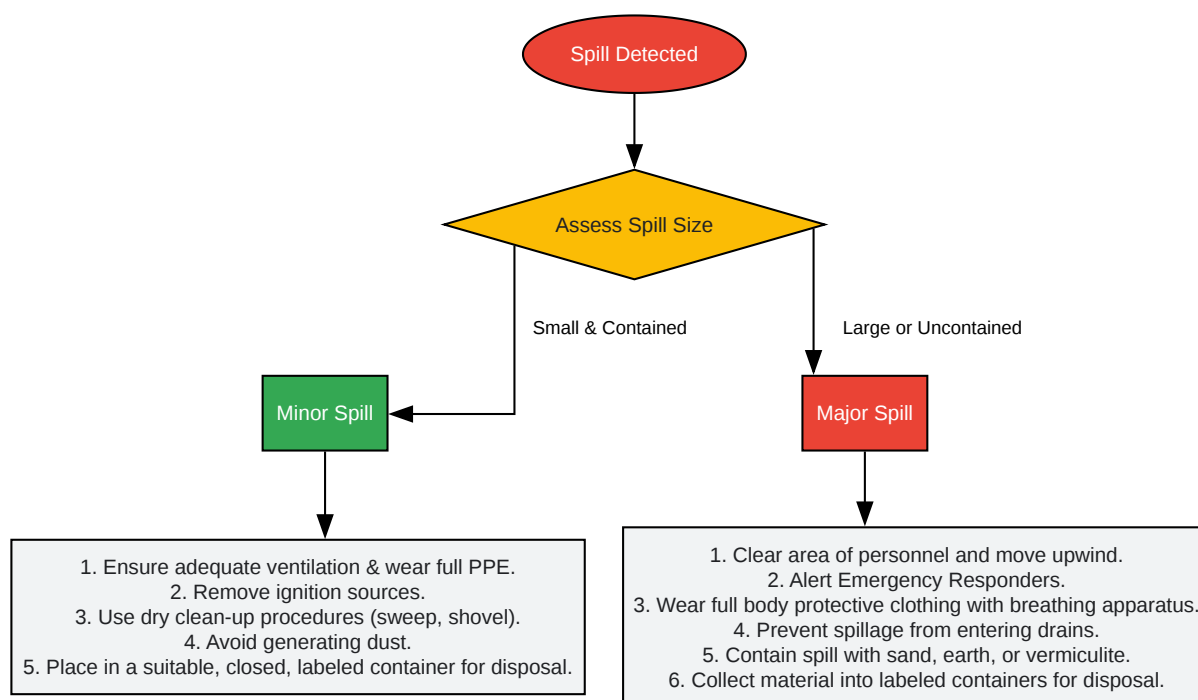 Spill Detected
Assess Spill Size
Small & Contained
Large or Uncontained
Minor Spill
Major Spill
1. Ensure adequate ventilation & wear full PPE.
2. Remove ignition sources.
3. Use dry clean-up procedures (sweep, shovel).
4. Avoid generating dust.
5. Place in a suitable, closed, labeled container for disposal.
1. Clear area of personnel and move upwind.
2. Alert Emergency Responders.
3. Wear full body protective clothing with breathing apparatus.
4. Prevent spillage from entering drains.
5. Contain spill with sand, earth, or vermiculite.
6. Collect material into labeled containers for disposal.